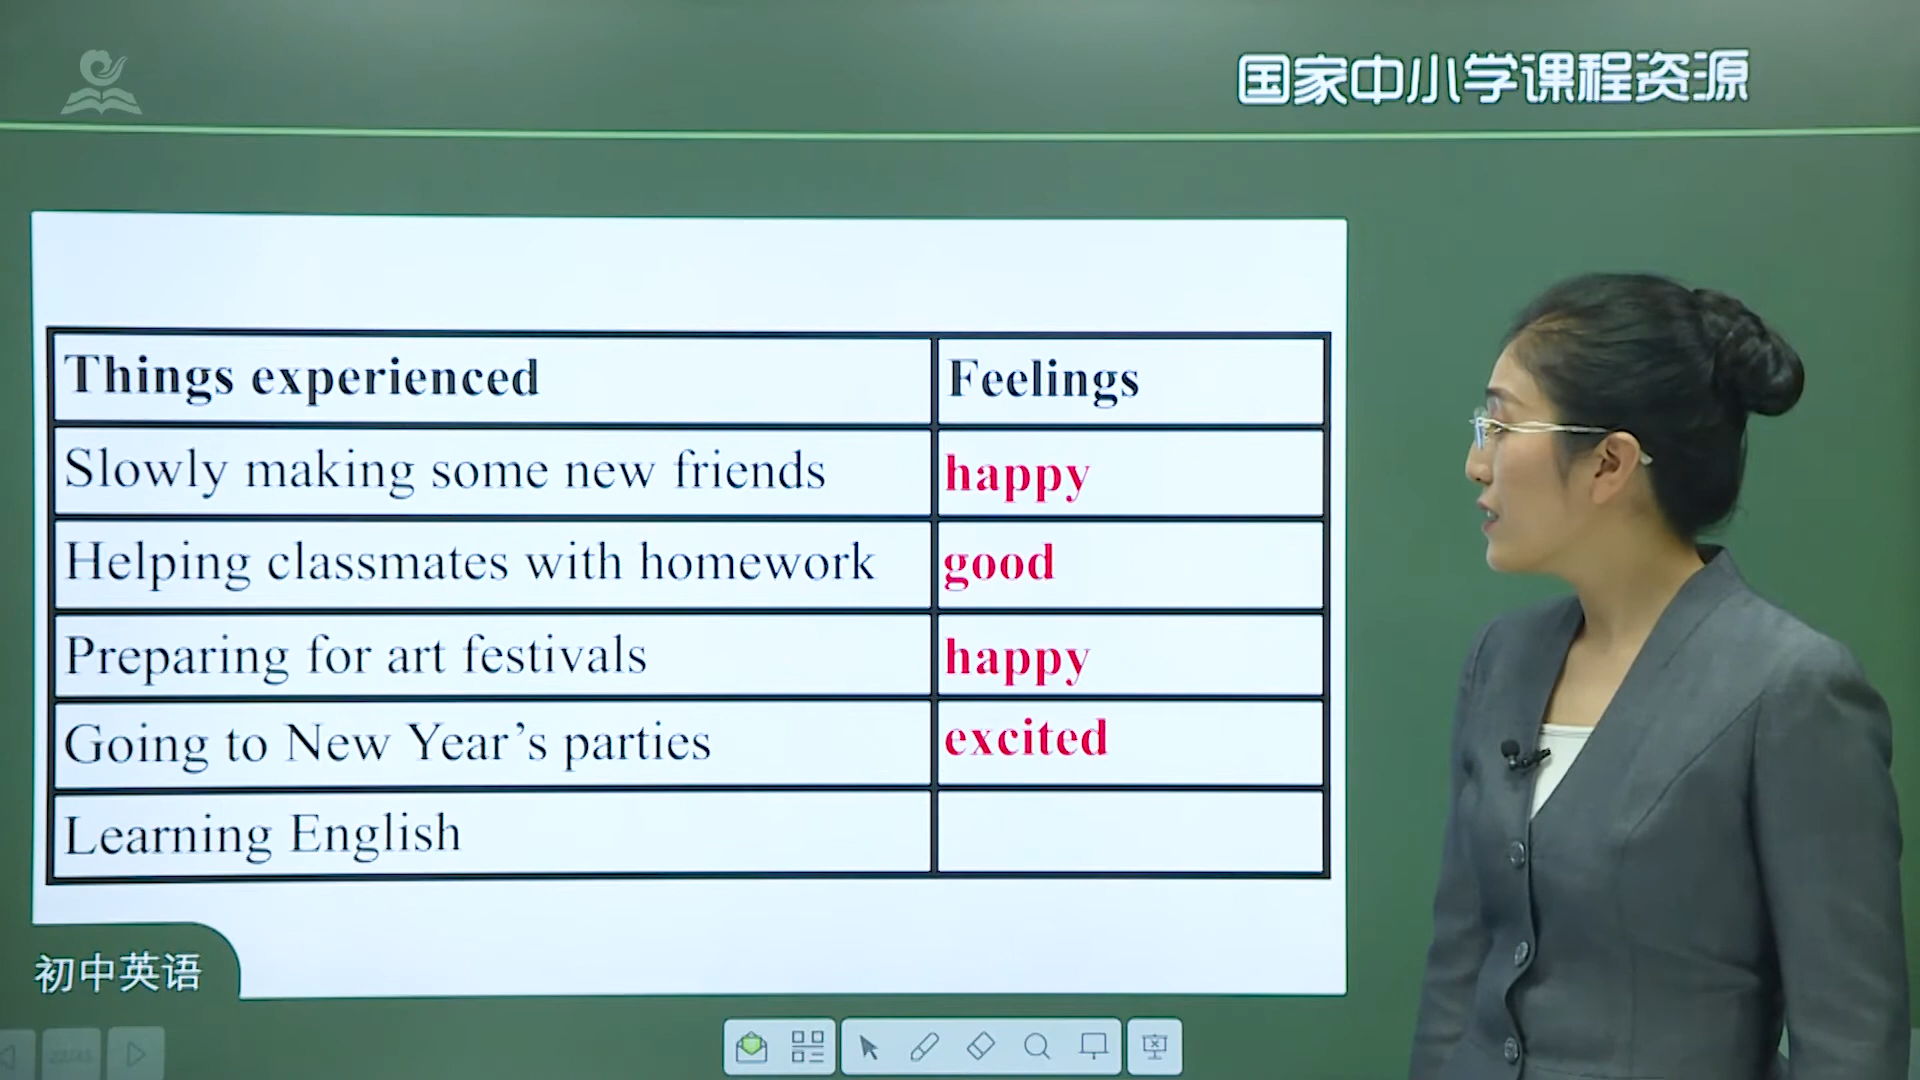 国家中小学课程资源
Things experienced
Feelings
Slowly making some new friends
happy
Helping classmates with homework
good
Preparing for art festivals
happy
Going to New Year’s parties
excited
Learning English
初中英语